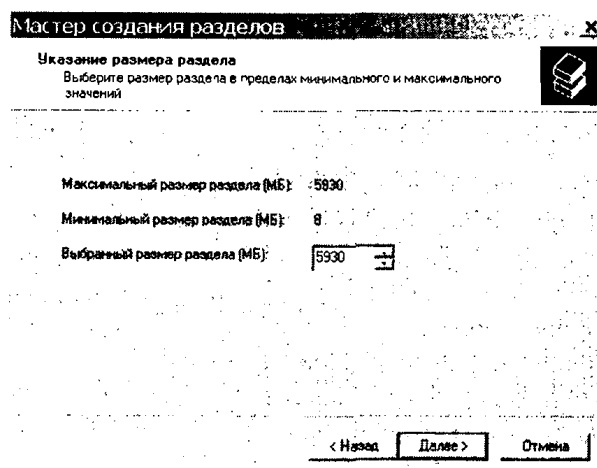 Мастер создания разделов
Указание размера раздела
Выберите размер раздела в пределах минимального и максимального
значений
Максимальный размер раздела (МБ): 5930
Минимальный размер раздела (МБ): 8
Выбранный размер раздела (МБ): 5930
< Назад Далее > Отмена